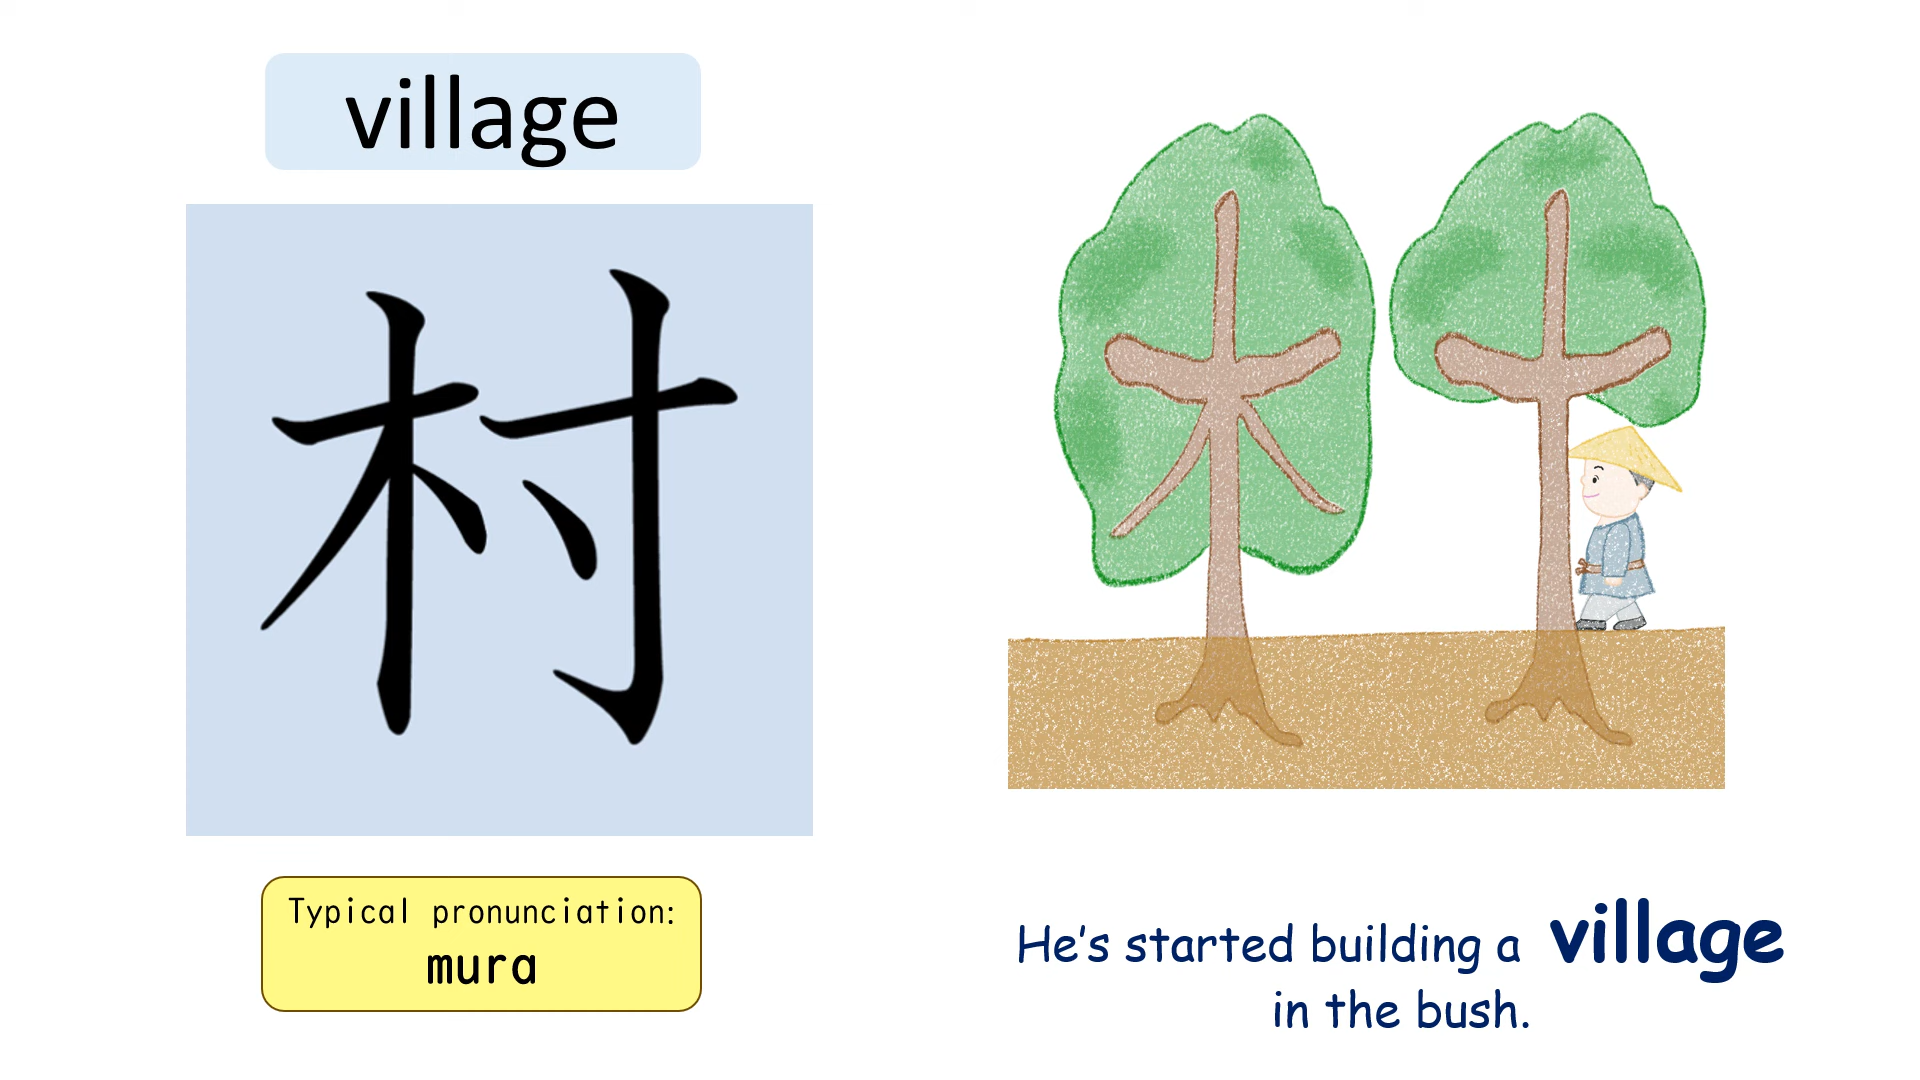 village
村
Typical pronunciation:
mura
He's started building a village
in the bush.